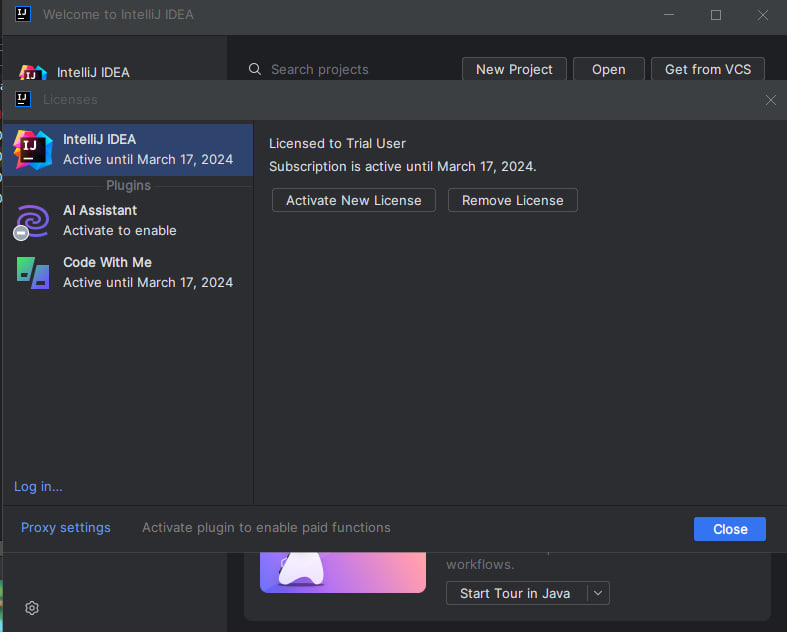 Welcome to IntelliJ IDEA
IntelliJ IDEA
Search projects
New Project
Open
Get from VCS
Licenses
IntelliJ IDEA
Active until March 17, 2024
Plugins
AI Assistant
Activate to enable
Code With Me
Active until March 17, 2024
Log in...
Licensed to Trial User
Subscription is active until March 17, 2024.
Activate New License
Remove License
Proxy settings
Activate plugin to enable paid functions
Close
workflows.
Start Tour in Java